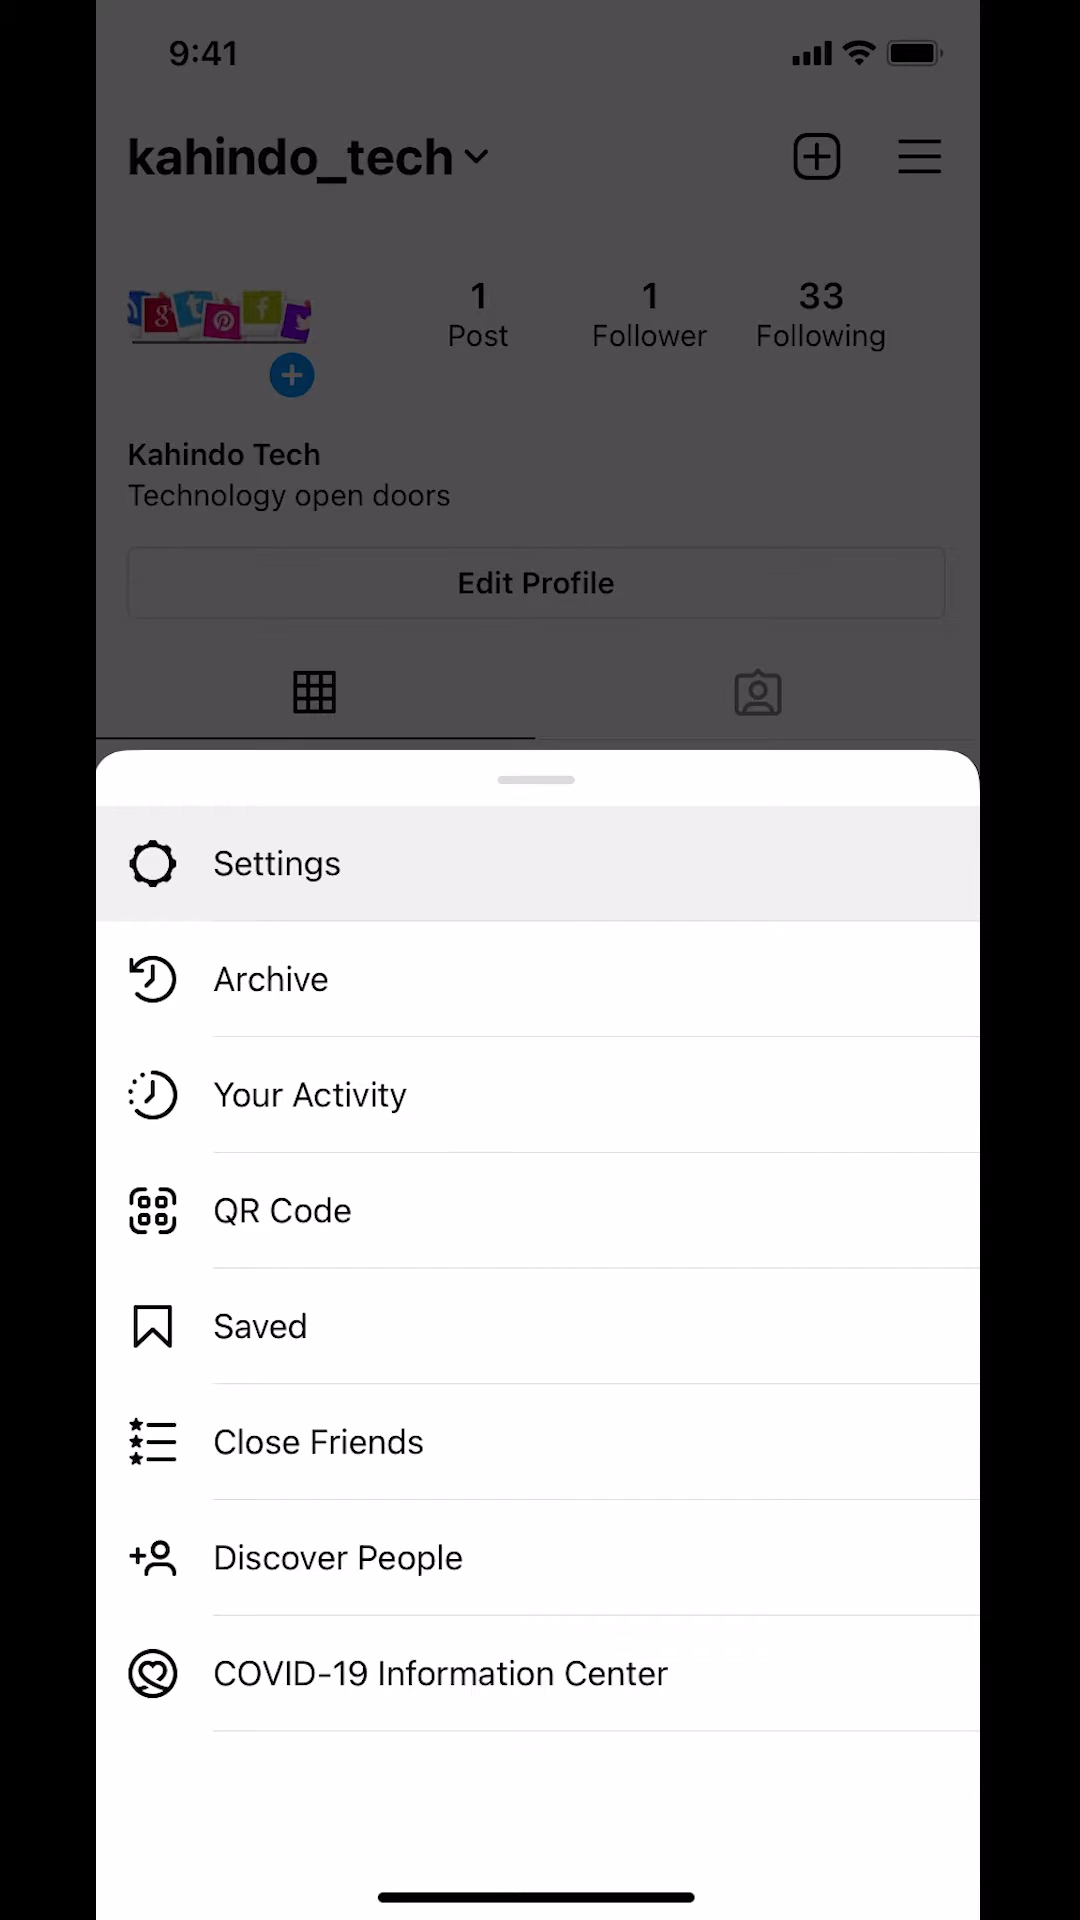 9:41
kahindo_tech
1 1 33
Post Follower Following
Kahindo Tech
Technology open doors
Edit Profile
Settings
Archive
Your Activity
QR Code
Saved
Close Friends
Discover People
COVID-19 Information Center